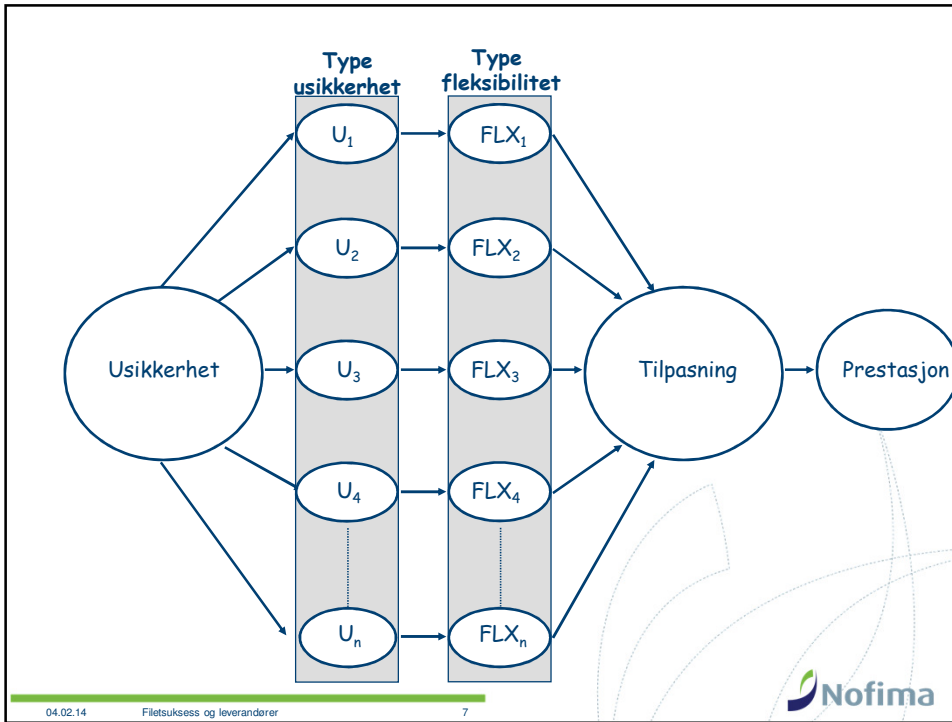 Type
usikkerhet
Type
fleksibilitet
U₁
FLX₁
U₂
FLX₂
Usikkerhet
U₃
FLX₃
Tilpasning
Prestasjon
U₄
FLX₄
Uₙ
FLXₙ
04.02.14 Filetsuksess og leverandører 7
Nofima